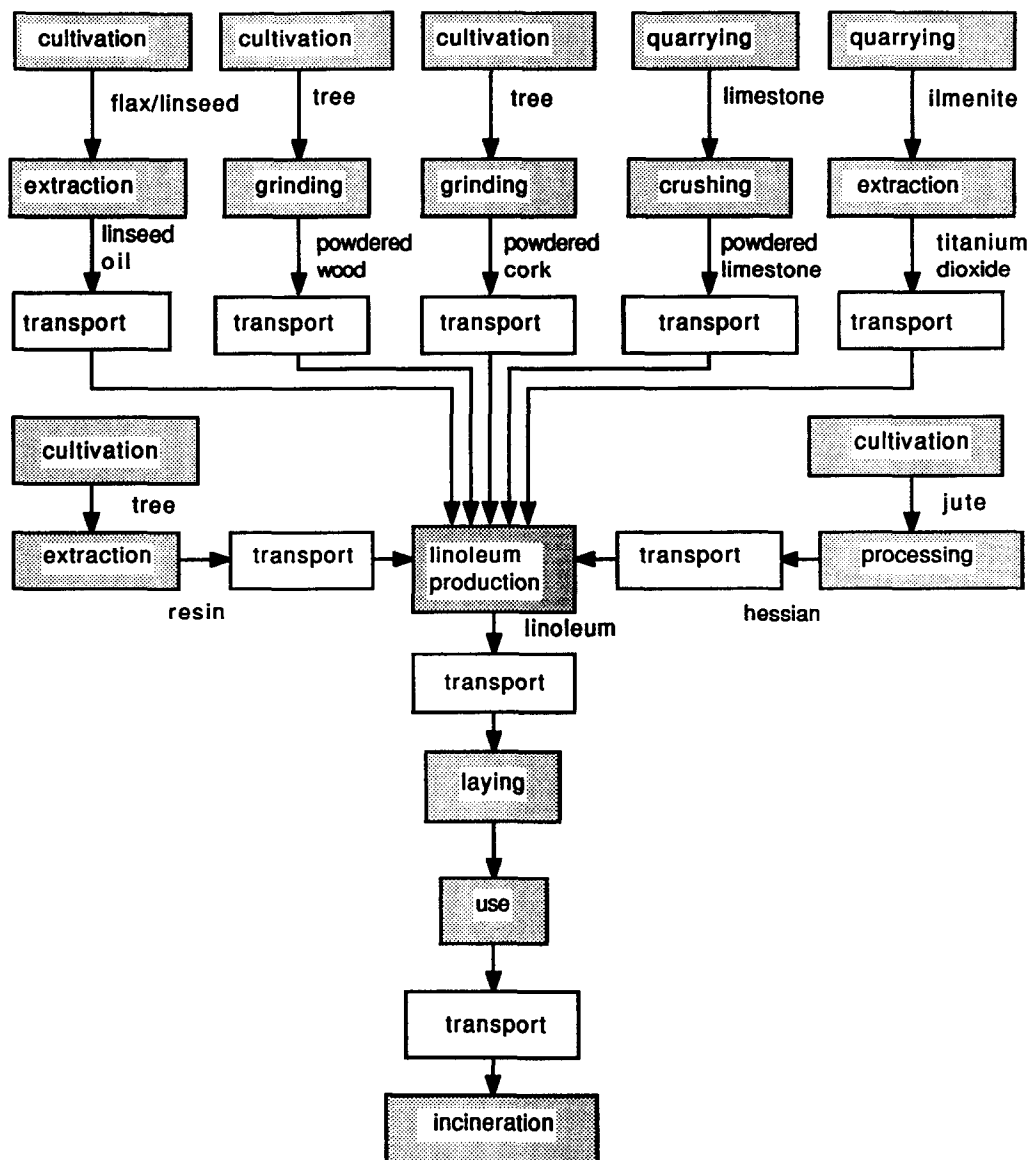 cultivation cultivation cultivation quarrying quarrying
flax/linseed tree tree limestone ilmenite
extraction grinding grinding crushing extraction
linseed powdered powdered powdered titanium
oil wood cork limestone dioxide
transport transport transport transport transport
cultivation cultivation
tree jute
extraction transport linoleum transport processing
production
resin linoleum hessian
transport
laying
use
transport
incineration